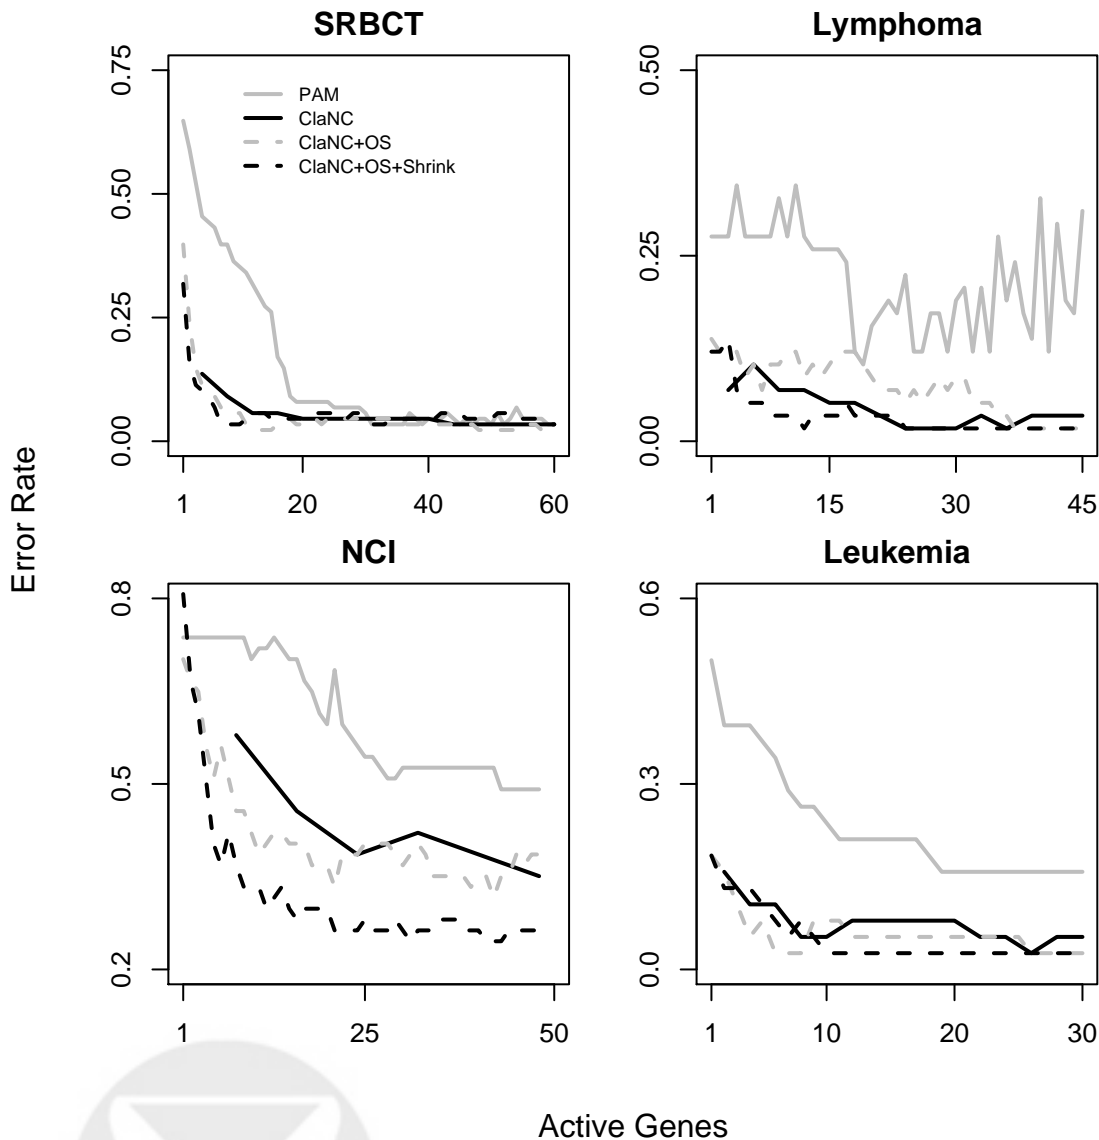 SRBCT
0.75
0.50
0.25
0.00
PAM
ClaNC
ClaNC+OS
ClaNC+OS+Shrink
1 20 40 60
Lymphoma
0.50
0.25
0.00
1 15 30 45
Error Rate
NCI
0.8
0.5
0.2
1 25 50
Leukemia
0.6
0.3
0.0
1 10 20 30
Active Genes